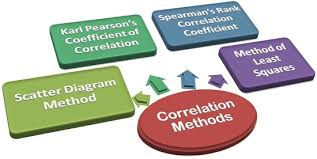 Karl Pearson's
Coefficient of
Correlation
Spearman's Rank
Correlation
Coefficient
Scatter Diagram
Method
Method of
Least
Squares
Correlation
Methods